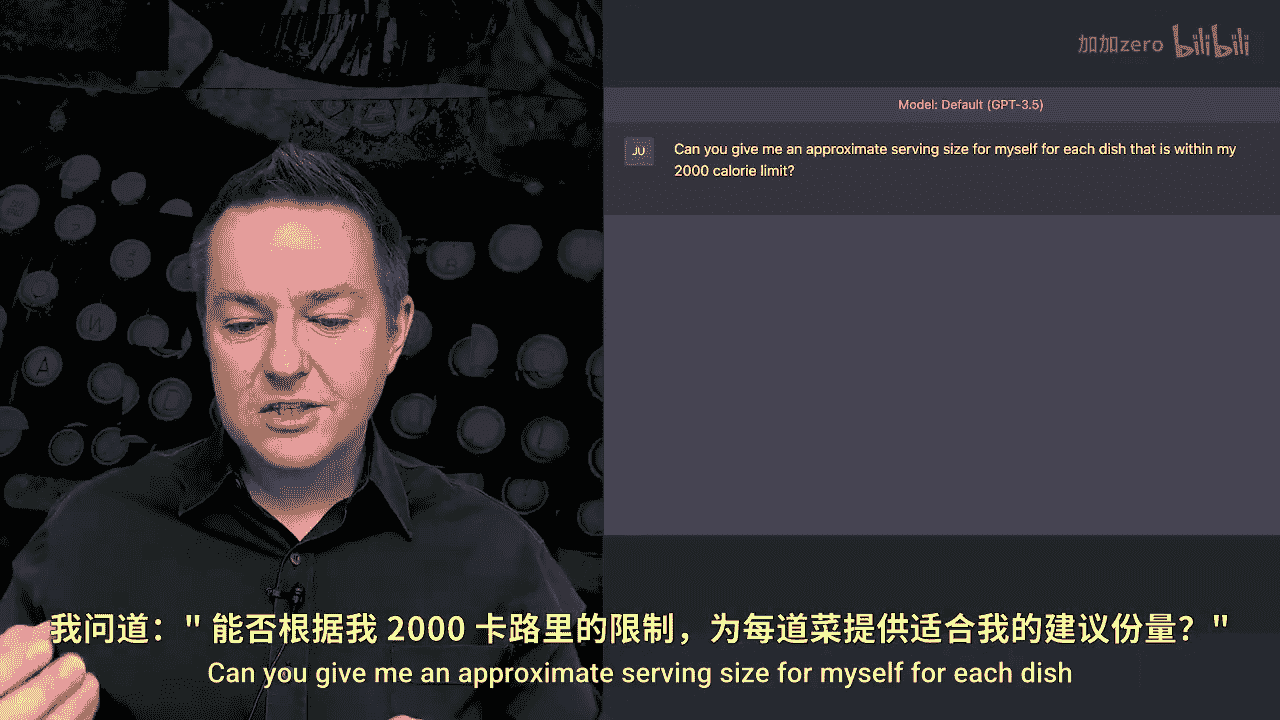 加加zero bilibili
Model: Default (GPT-3.5)
JU
Can you give me an approximate serving size for myself for each dish that is within my
2000 calorie limit?
我问道："能否根据我 2000 卡路里的限制，为每道菜提供适合我的建议份量？"
Can you give me an approximate serving size for myself for each dish